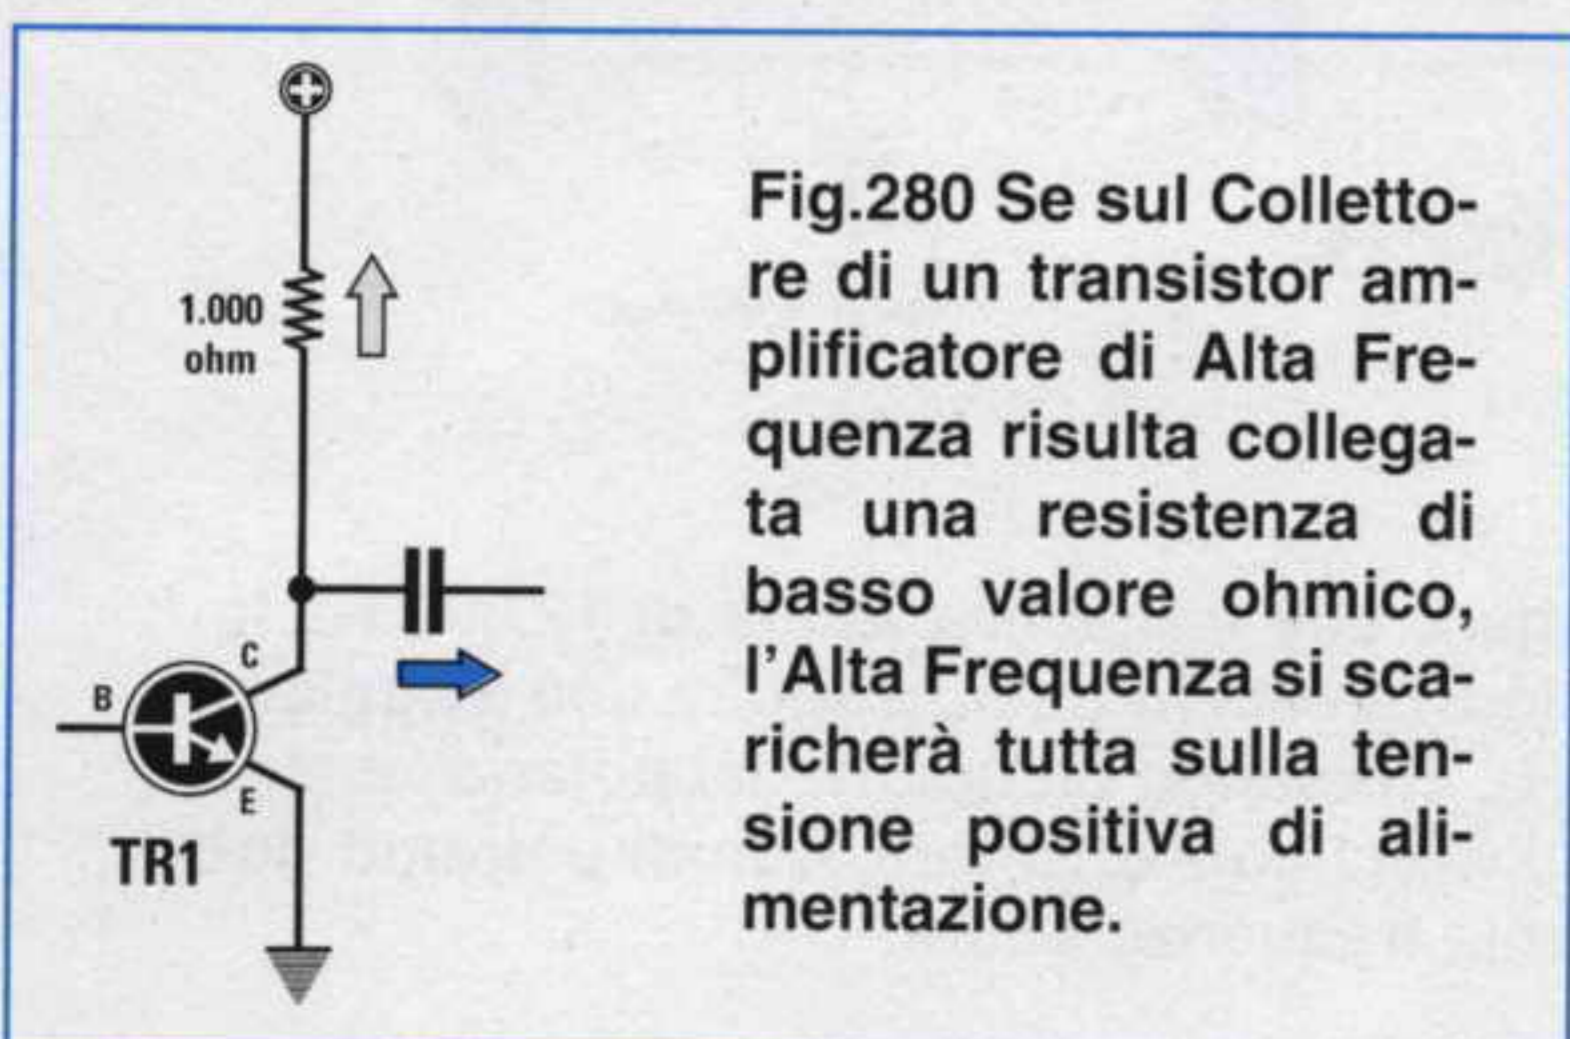 1.000
ohm
C
B
E
TR1
Fig.280 Se sul Colletto-
re di un transistor am-
plificatore di Alta Fre-
quenza risulta collega-
ta una resistenza di
basso valore ohmico,
l'Alta Frequenza si sca-
richerà tutta sulla ten-
sione positiva di ali-
mentazione.